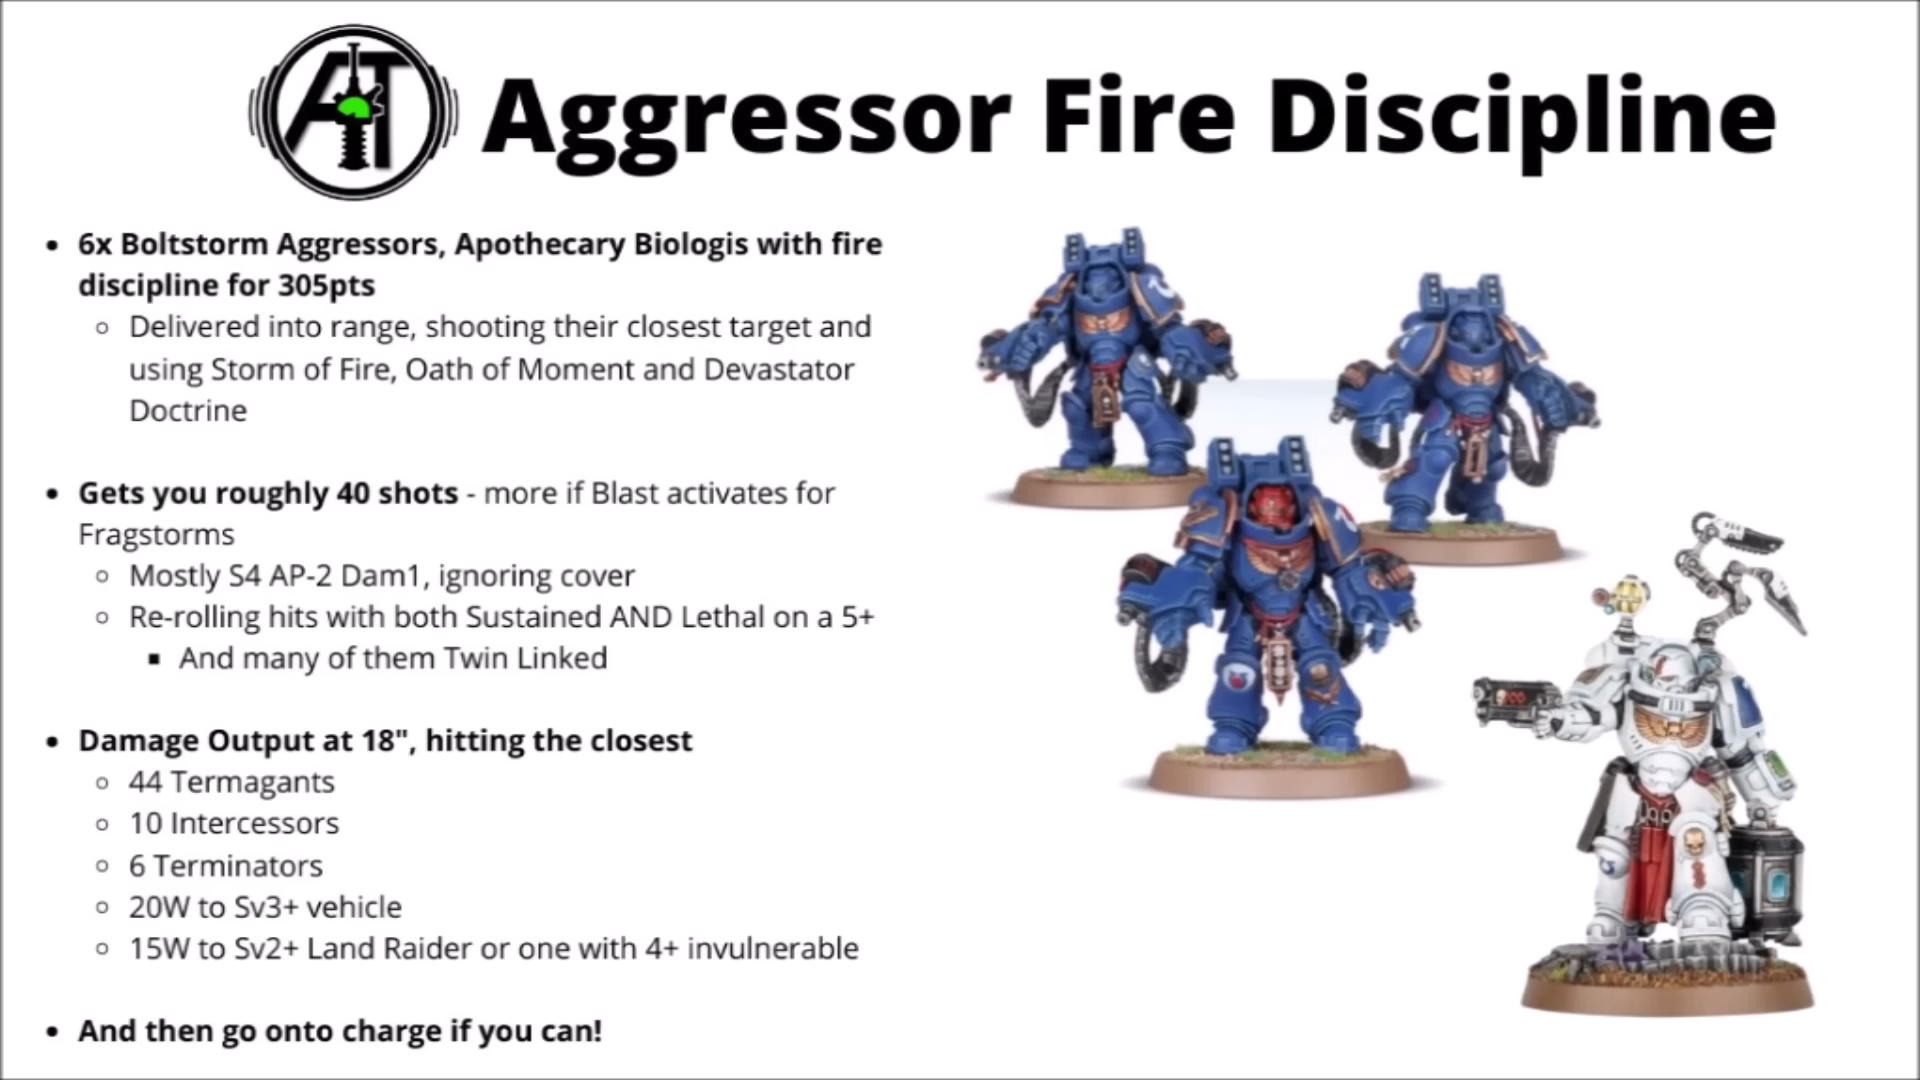 AT
Aggressor Fire Discipline
• 6x Boltstorm Aggressors, Apothecary Biologis with fire
discipline for 305pts
○ Delivered into range, shooting their closest target and
using Storm of Fire, Oath of Moment and Devastator
Doctrine
• Gets you roughly 40 shots - more if Blast activates for
Fragstorms
○ Mostly S4 AP-2 Dam1, ignoring cover
○ Re-rolling hits with both Sustained AND Lethal on a 5+
▪ And many of them Twin Linked
• Damage Output at 18", hitting the closest
○ 44 Termagants
○ 10 Intercessors
○ 6 Terminators
○ 20W to Sv3+ vehicle
○ 15W to Sv2+ Land Raider or one with 4+ invulnerable
• And then go onto charge if you can!